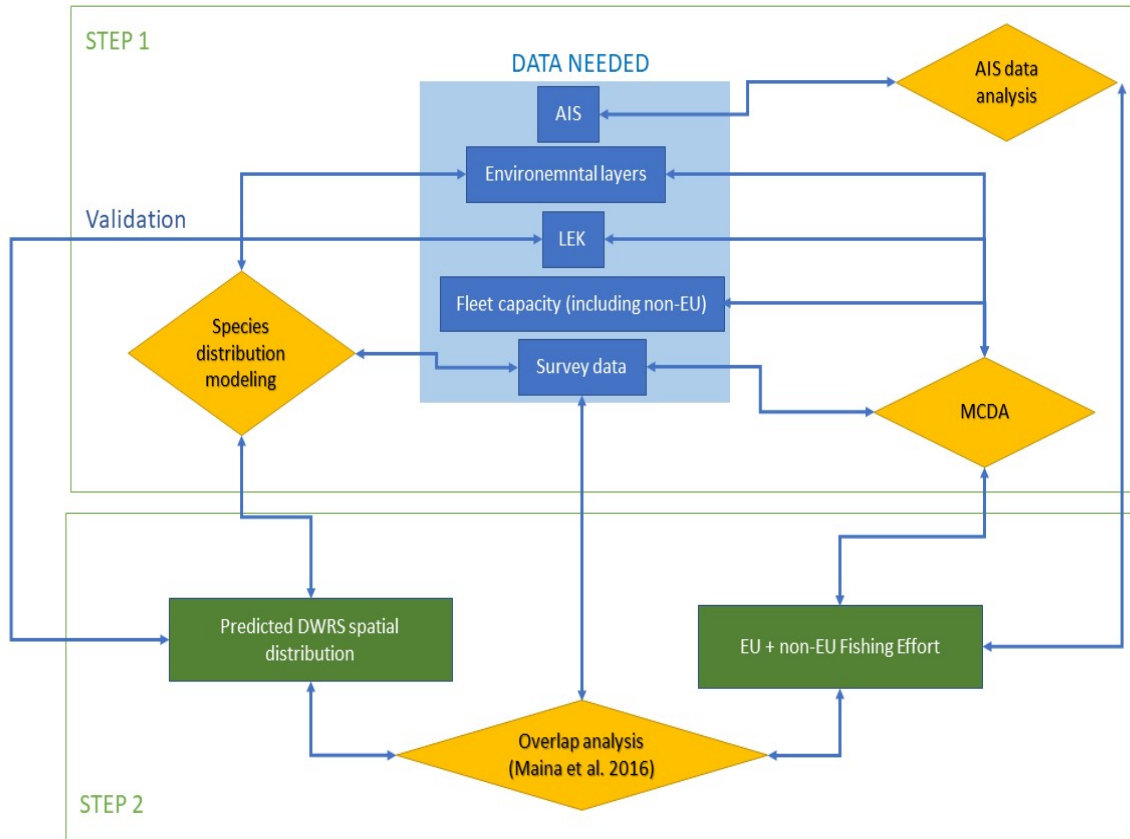 STEP 1
DATA NEEDED
AIS data
analysis
AIS
Environemntal layers
Validation
LEK
Fleet capacity (including non-EU)
Species
distribution
modeling
Survey data
MCDA
Predicted DWRS spatial
distribution
EU + non-EU Fishing Effort
Overlap analysis
(Maina et al. 2016)
STEP 2